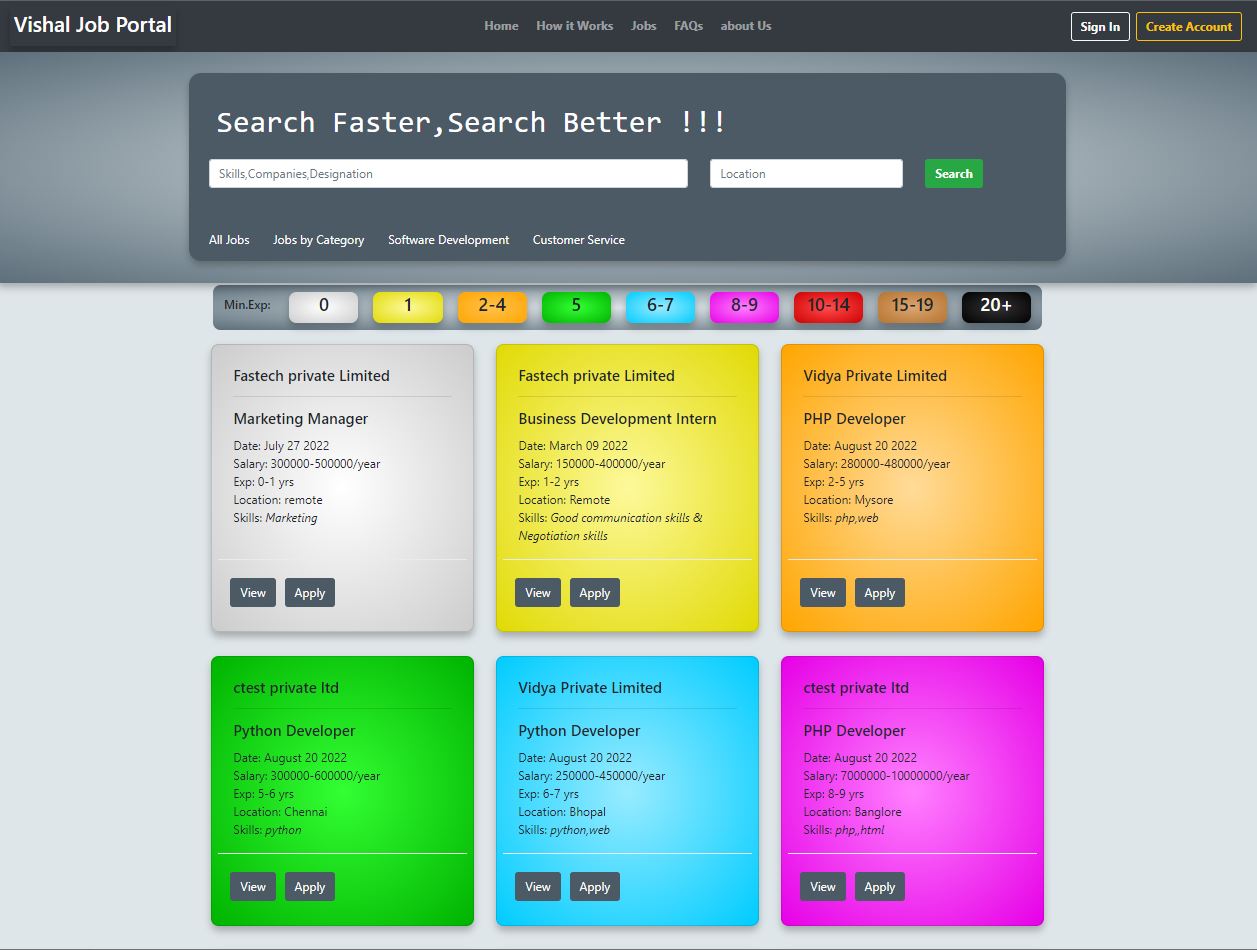 Vishal Job Portal
Home How it Works Jobs FAQs about Us
Sign In Create Account
Search Faster,Search Better !!!
Skills,Companies,Designation Location Search
All Jobs Jobs by Category Software Development Customer Service
Min.Exp: 0 1 2-4 5 6-7 8-9 10-14 15-19 20+
Fastech private Limited
Marketing Manager
Date: July 27 2022
Salary: 300000-500000/year
Exp: 0-1 yrs
Location: remote
Skills: Marketing
View Apply
Fastech private Limited
Business Development Intern
Date: March 09 2022
Salary: 150000-400000/year
Exp: 1-2 yrs
Location: Remote
Skills: Good communication skills &
Negotiation skills
View Apply
Vidya Private Limited
PHP Developer
Date: August 20 2022
Salary: 280000-480000/year
Exp: 2-5 yrs
Location: Mysore
Skills: php,web
View Apply
ctest private ltd
Python Developer
Date: August 20 2022
Salary: 300000-600000/year
Exp: 5-6 yrs
Location: Chennai
Skills: python
View Apply
Vidya Private Limited
Python Developer
Date: August 20 2022
Salary: 250000-450000/year
Exp: 6-7 yrs
Location: Bhopal
Skills: python,web
View Apply
ctest private ltd
PHP Developer
Date: August 20 2022
Salary: 7000000-10000000/year
Exp: 8-9 yrs
Location: Banglore
Skills: php,,html
View Apply